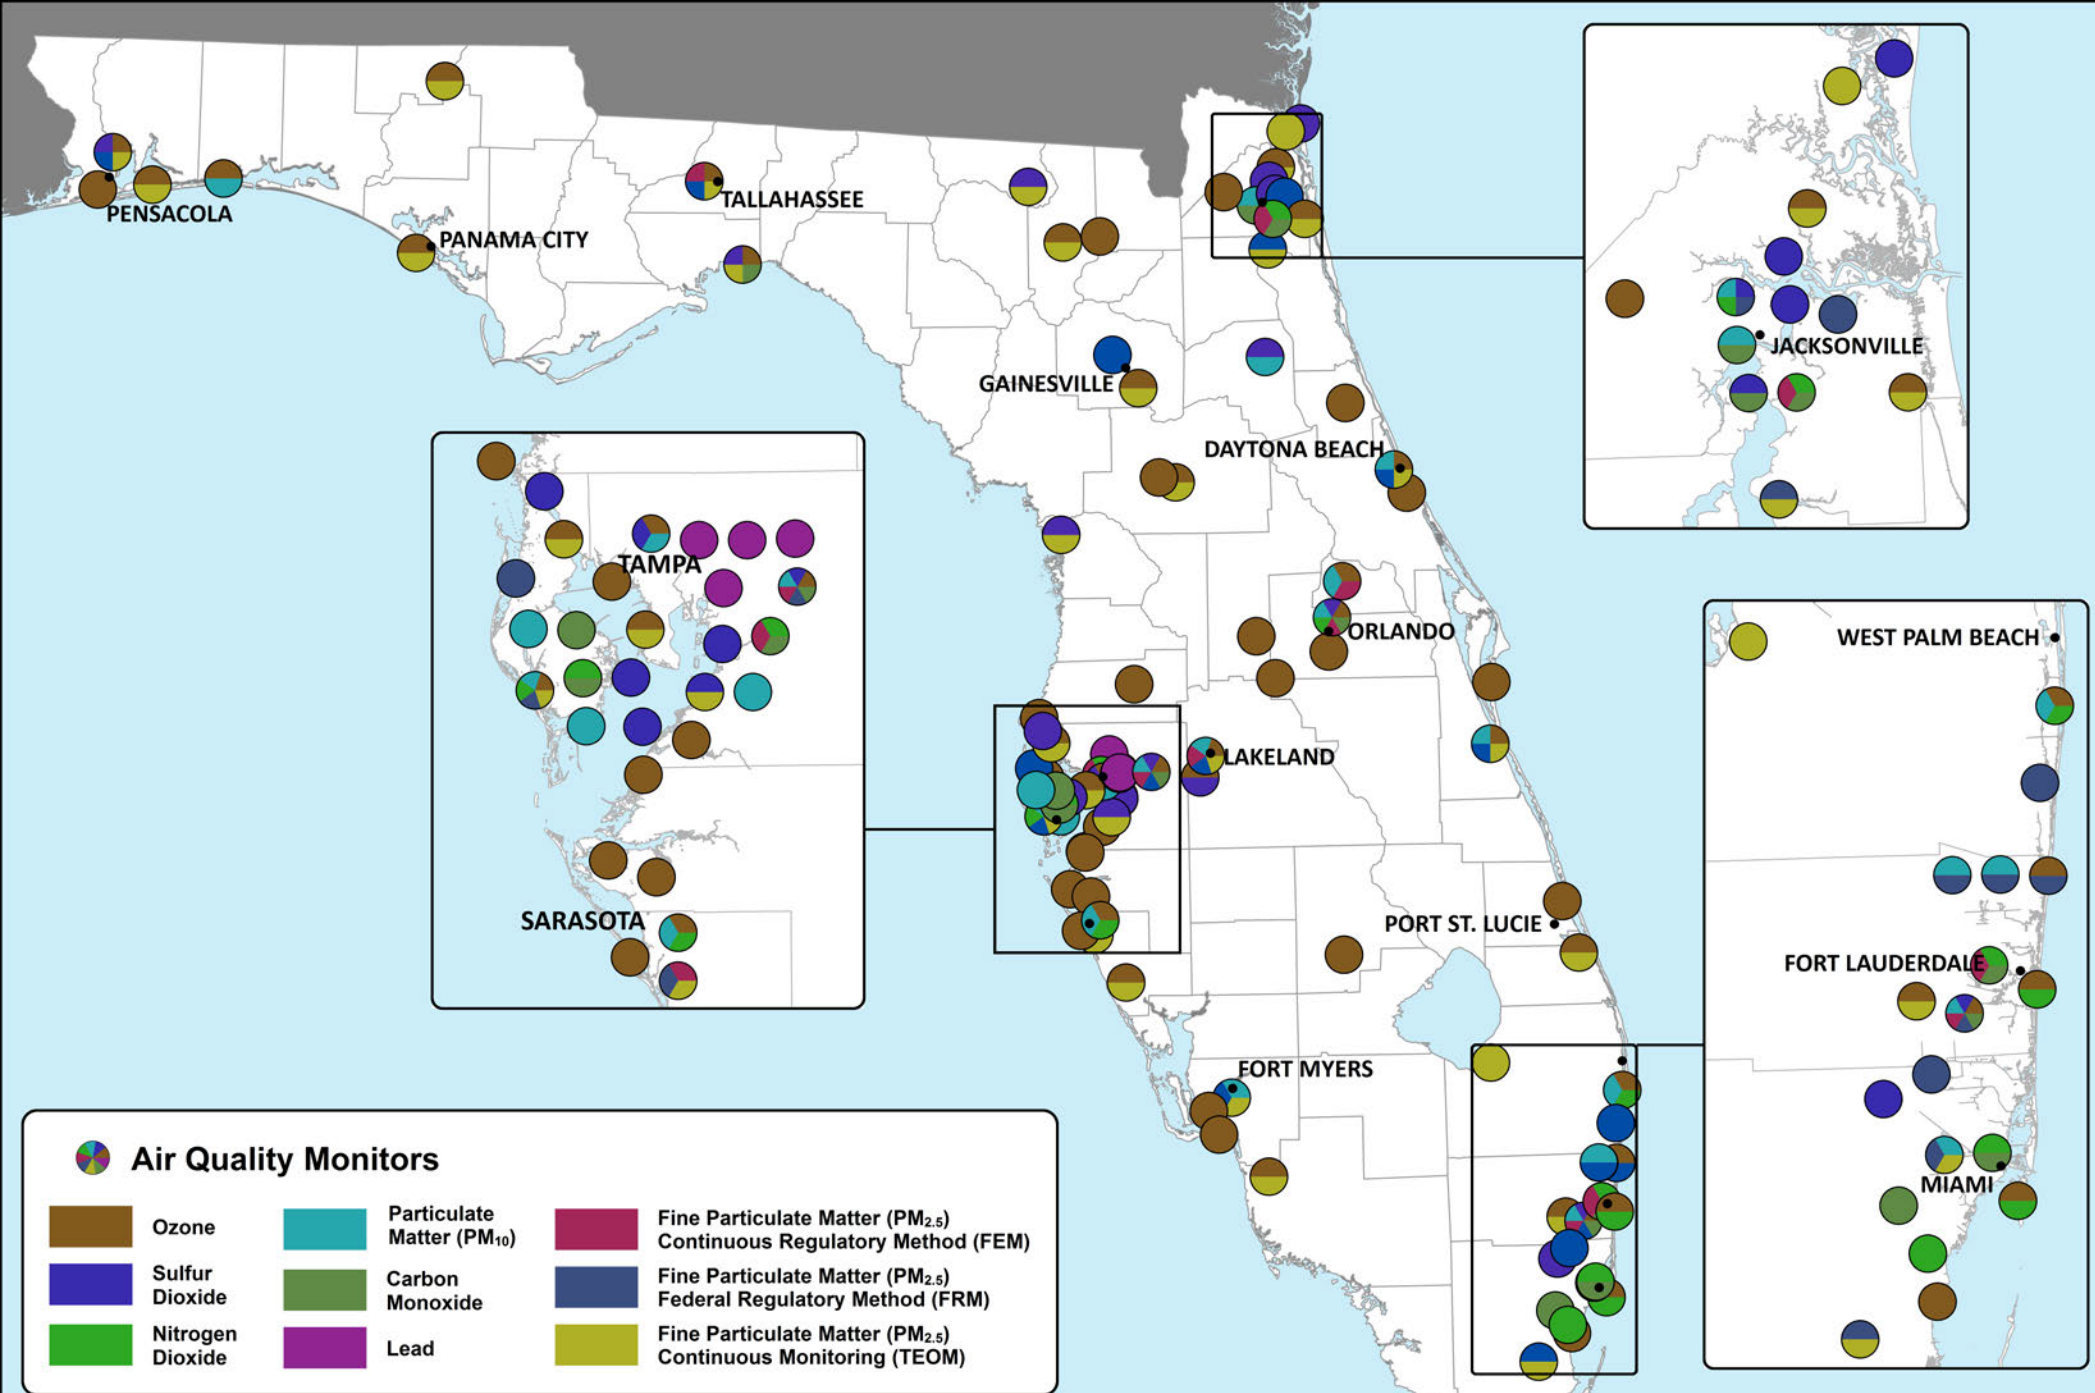 PENSACOLA
TALLAHASSEE
PANAMA CITY
JACKSONVILLE
GAINESVILLE
DAYTONA BEACH
TAMPA
ORLANDO
WEST PALM BEACH
LAKELAND
SARASOTA
PORT ST. LUCIE
FORT LAUDERDALE
FORT MYERS
MIAMI
Air Quality Monitors
Ozone
Sulfur
Dioxide
Nitrogen
Dioxide
Particulate
Matter (PM₁₀)
Carbon
Monoxide
Lead
Fine Particulate Matter (PM₂.₅)
Continuous Regulatory Method (FEM)
Fine Particulate Matter (PM₂.₅)
Federal Regulatory Method (FRM)
Fine Particulate Matter (PM₂.₅)
Continuous Monitoring (TEOM)